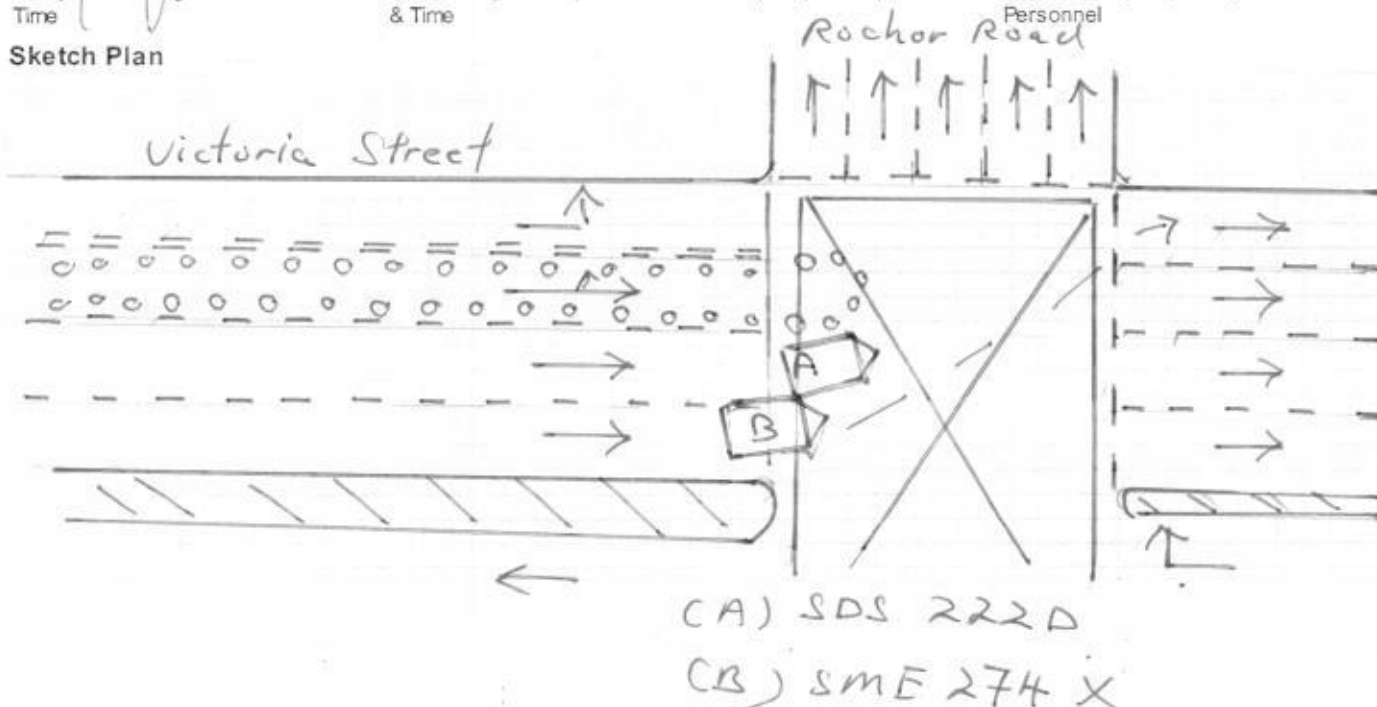 Time
& Time
Personnel
Sketch Plan
Rochor Road
Victoria Street
A
B
(A) SDS 222D
(B) SME 274 X